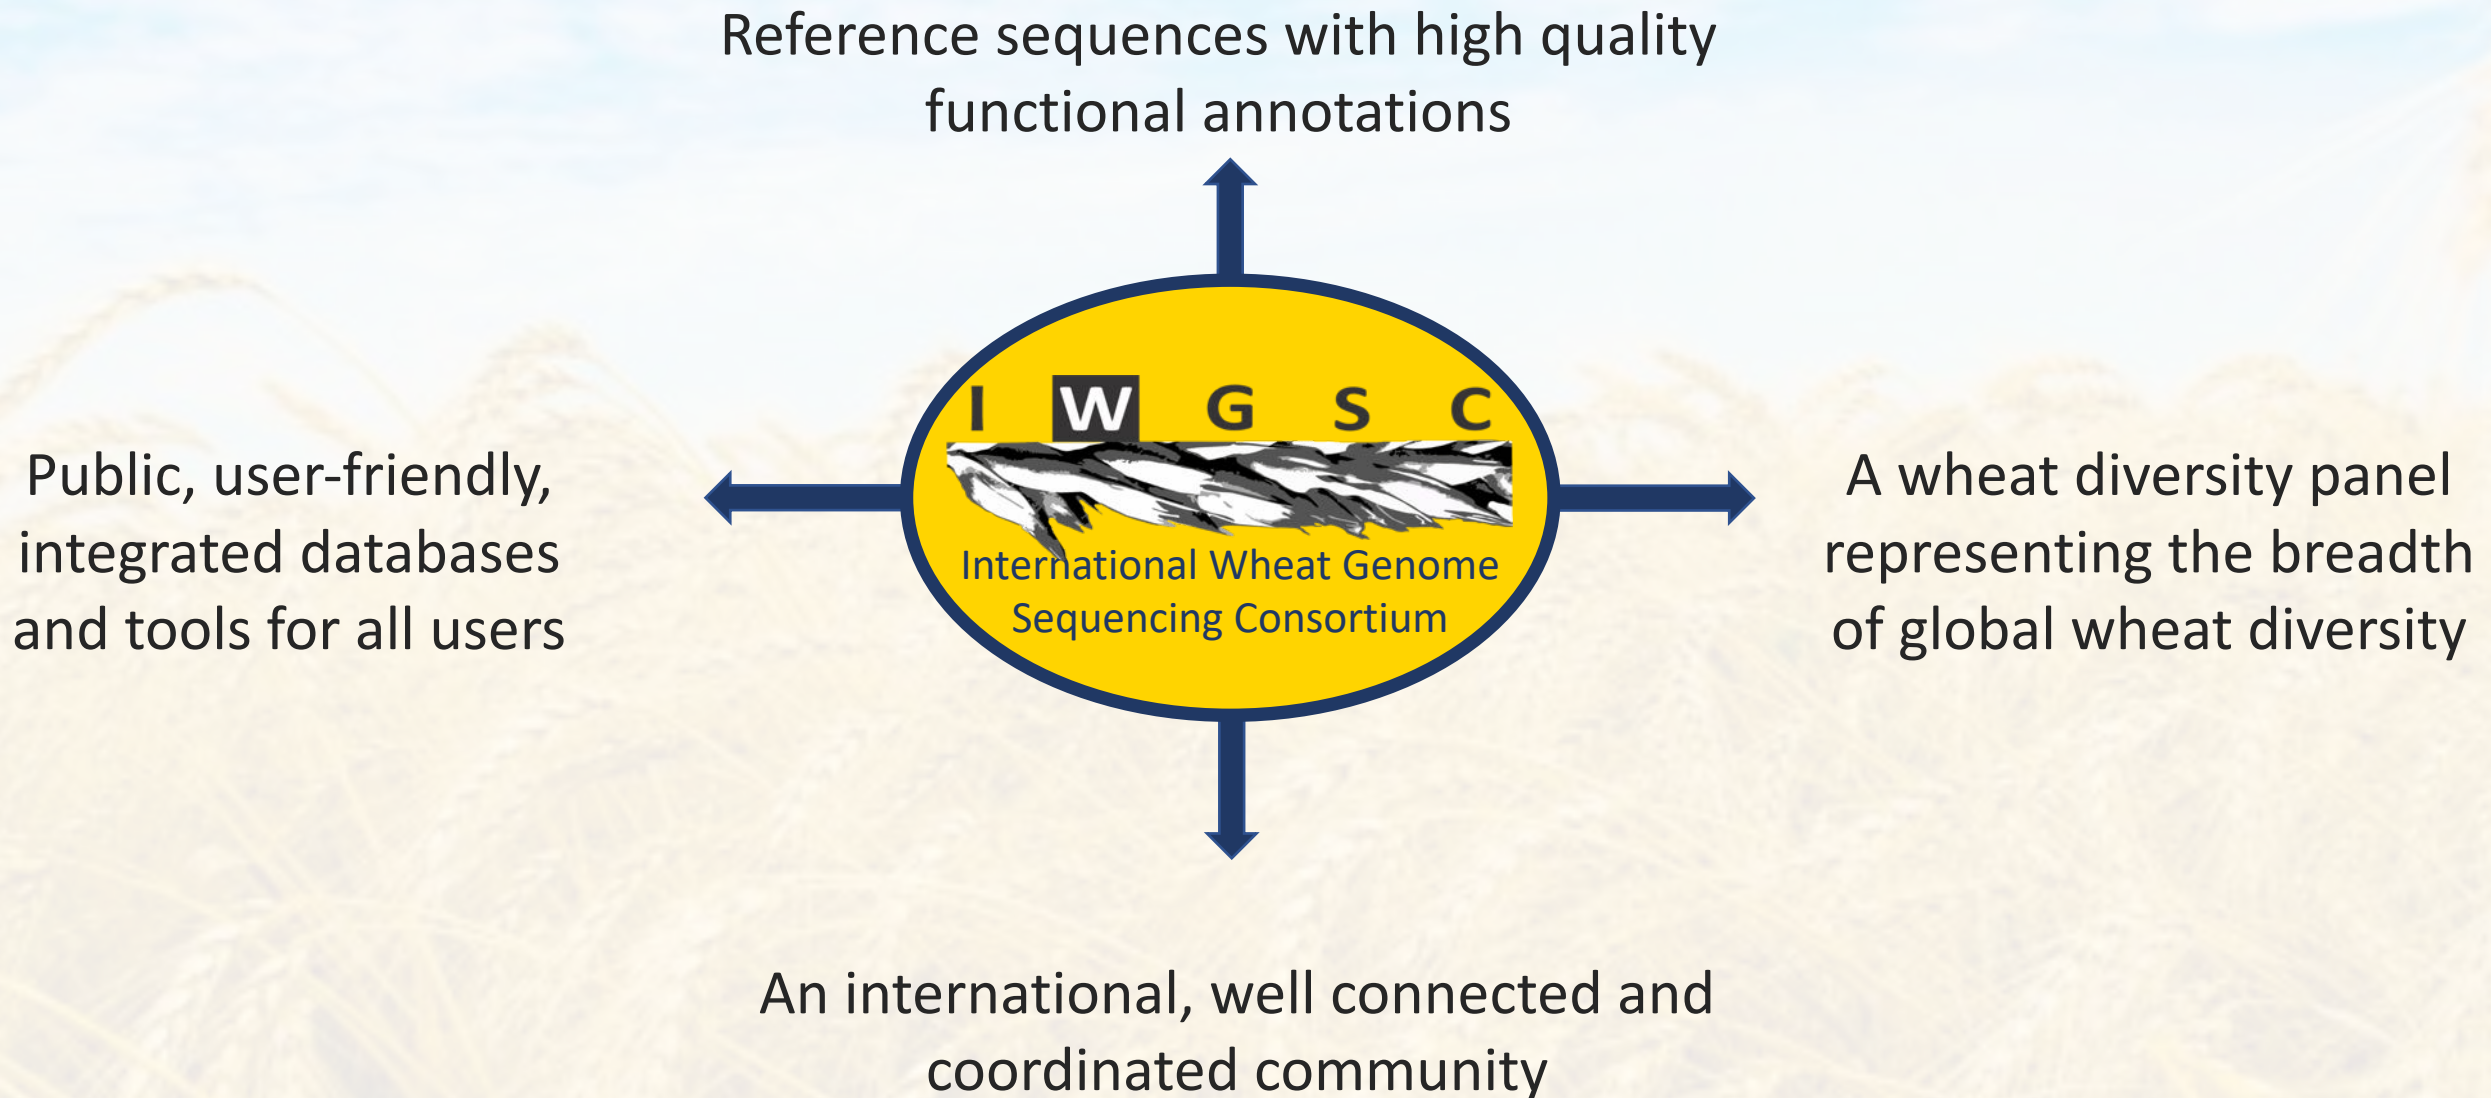 Reference sequences with high quality
functional annotations
I W G S C
International Wheat Genome
Sequencing Consortium
Public, user-friendly,
integrated databases
and tools for all users
A wheat diversity panel
representing the breadth
of global wheat diversity
An international, well connected and
coordinated community